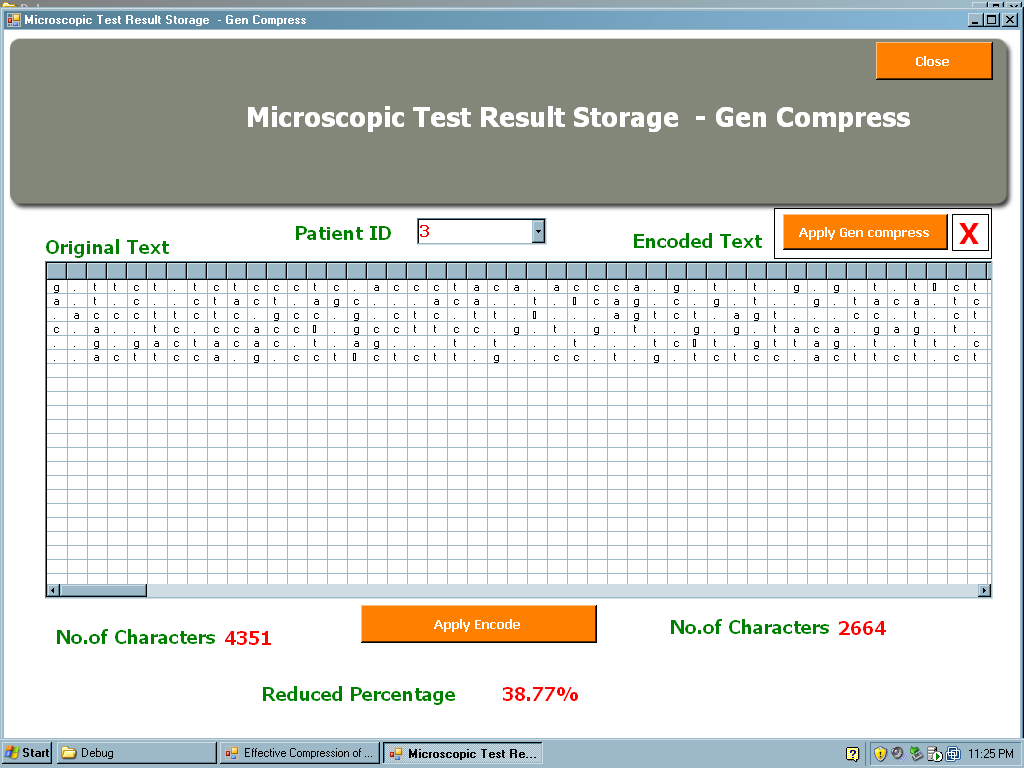 Microscopic Test Result Storage - Gen Compress
Close
Microscopic Test Result Storage - Gen Compress
Original Text
Patient ID
3
Encoded Text
Apply Gen compress
X
g . t t c t . t c t c c c t c . a c c c t a c a . a c c c a . g . t . t . g . g . t . t ▯ c t
a . t . c . . c t a c t . a g c . . . a c a . . t . ▯ c a g . c . g . t . . g . t a c a . t c
. a c c c t t c t c . g c c . g . c t c . t t . ▯ . . . a g t c t . a g t . . . c c . t . c t
c . a . . t c . c c a c c ▯ . g c c t t c c . g . t . g . t . . g . g . t a c a . g a g . t .
. . g . g a c t a c a c . t . a g . . t . t . . . t . . . t c ▯ t . g t t a g . t . t t . c
. . a c t t c c a . g . c c t ▯ c t c t t . g . . c c . t . g . t c t c c . a c t t c t . c t
No.of Characters 4351
Apply Encode
No.of Characters 2664
Reduced Percentage 38.77%
Start
Debug
Effective Compression of ...
Microscopic Test Re...
11:25 PM